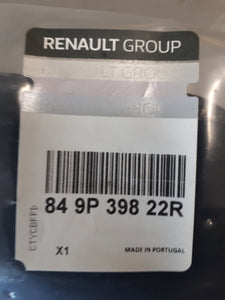 RENAULT GROUP
84 9P 398 22R
X1
MADE IN PORTUGAL